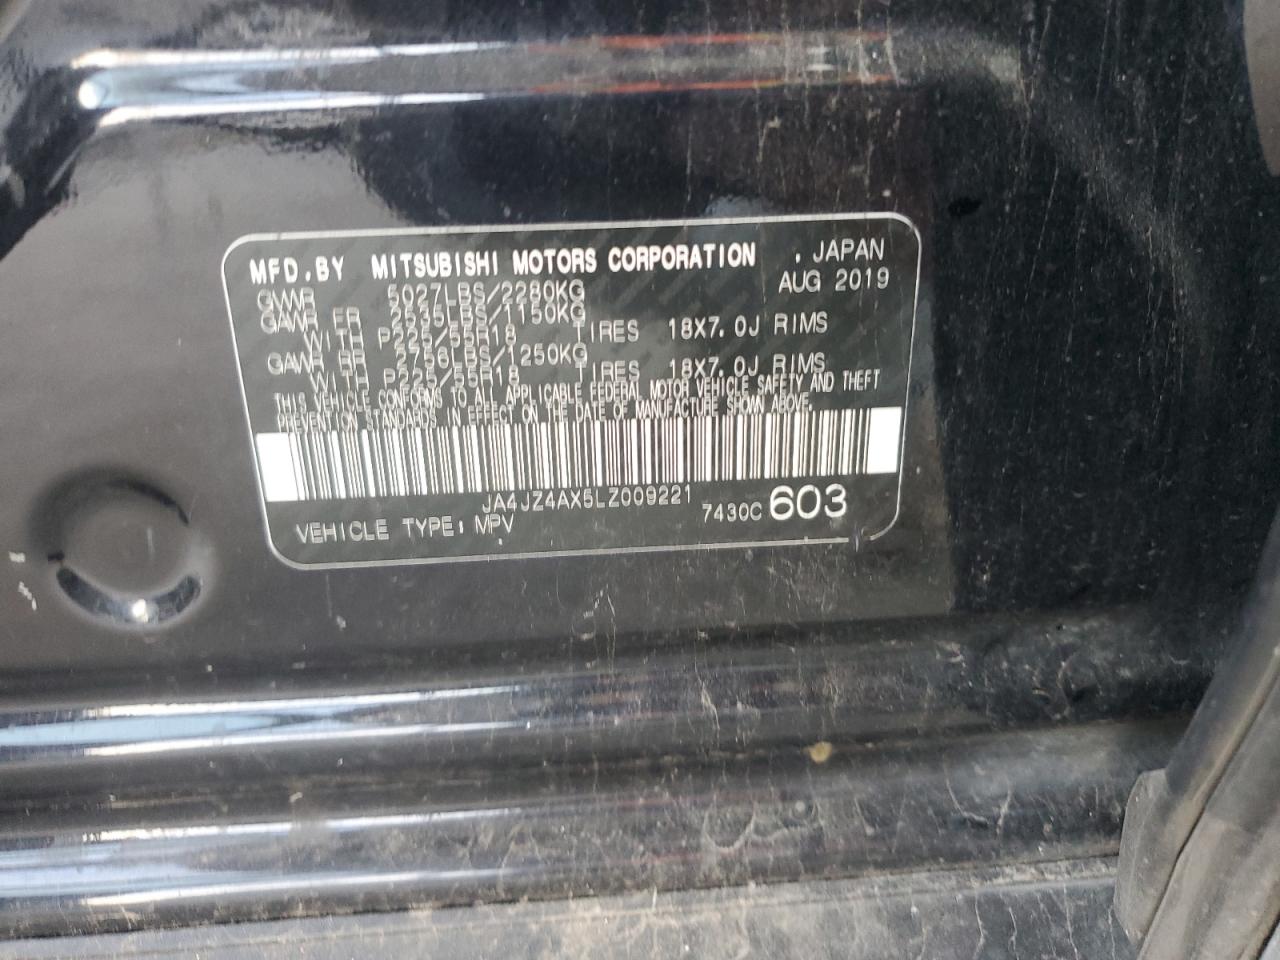 MFD.BY MITSUBISHI MOTORS CORPORATION . JAPAN
AUG 2019
GVWR 5027LBS/2280KG
GAWR FR 2535LBS/1150KG
WITH P225/55R18 TIRES 18X7.0J RIMS
GAWR RR 2756LBS/1250KG
WITH P225/55R18 TIRES 18X7.0J RIMS
THIS VEHICLE CONFORMS TO ALL APPLICABLE FEDERAL MOTOR VEHICLE SAFETY AND THEFT
PREVENTION STANDARDS IN EFFECT ON THE DATE OF MANUFACTURE SHOWN ABOVE.
JA4JZ4AX5LZ009221
VEHICLE TYPE: MPV 7430C 603